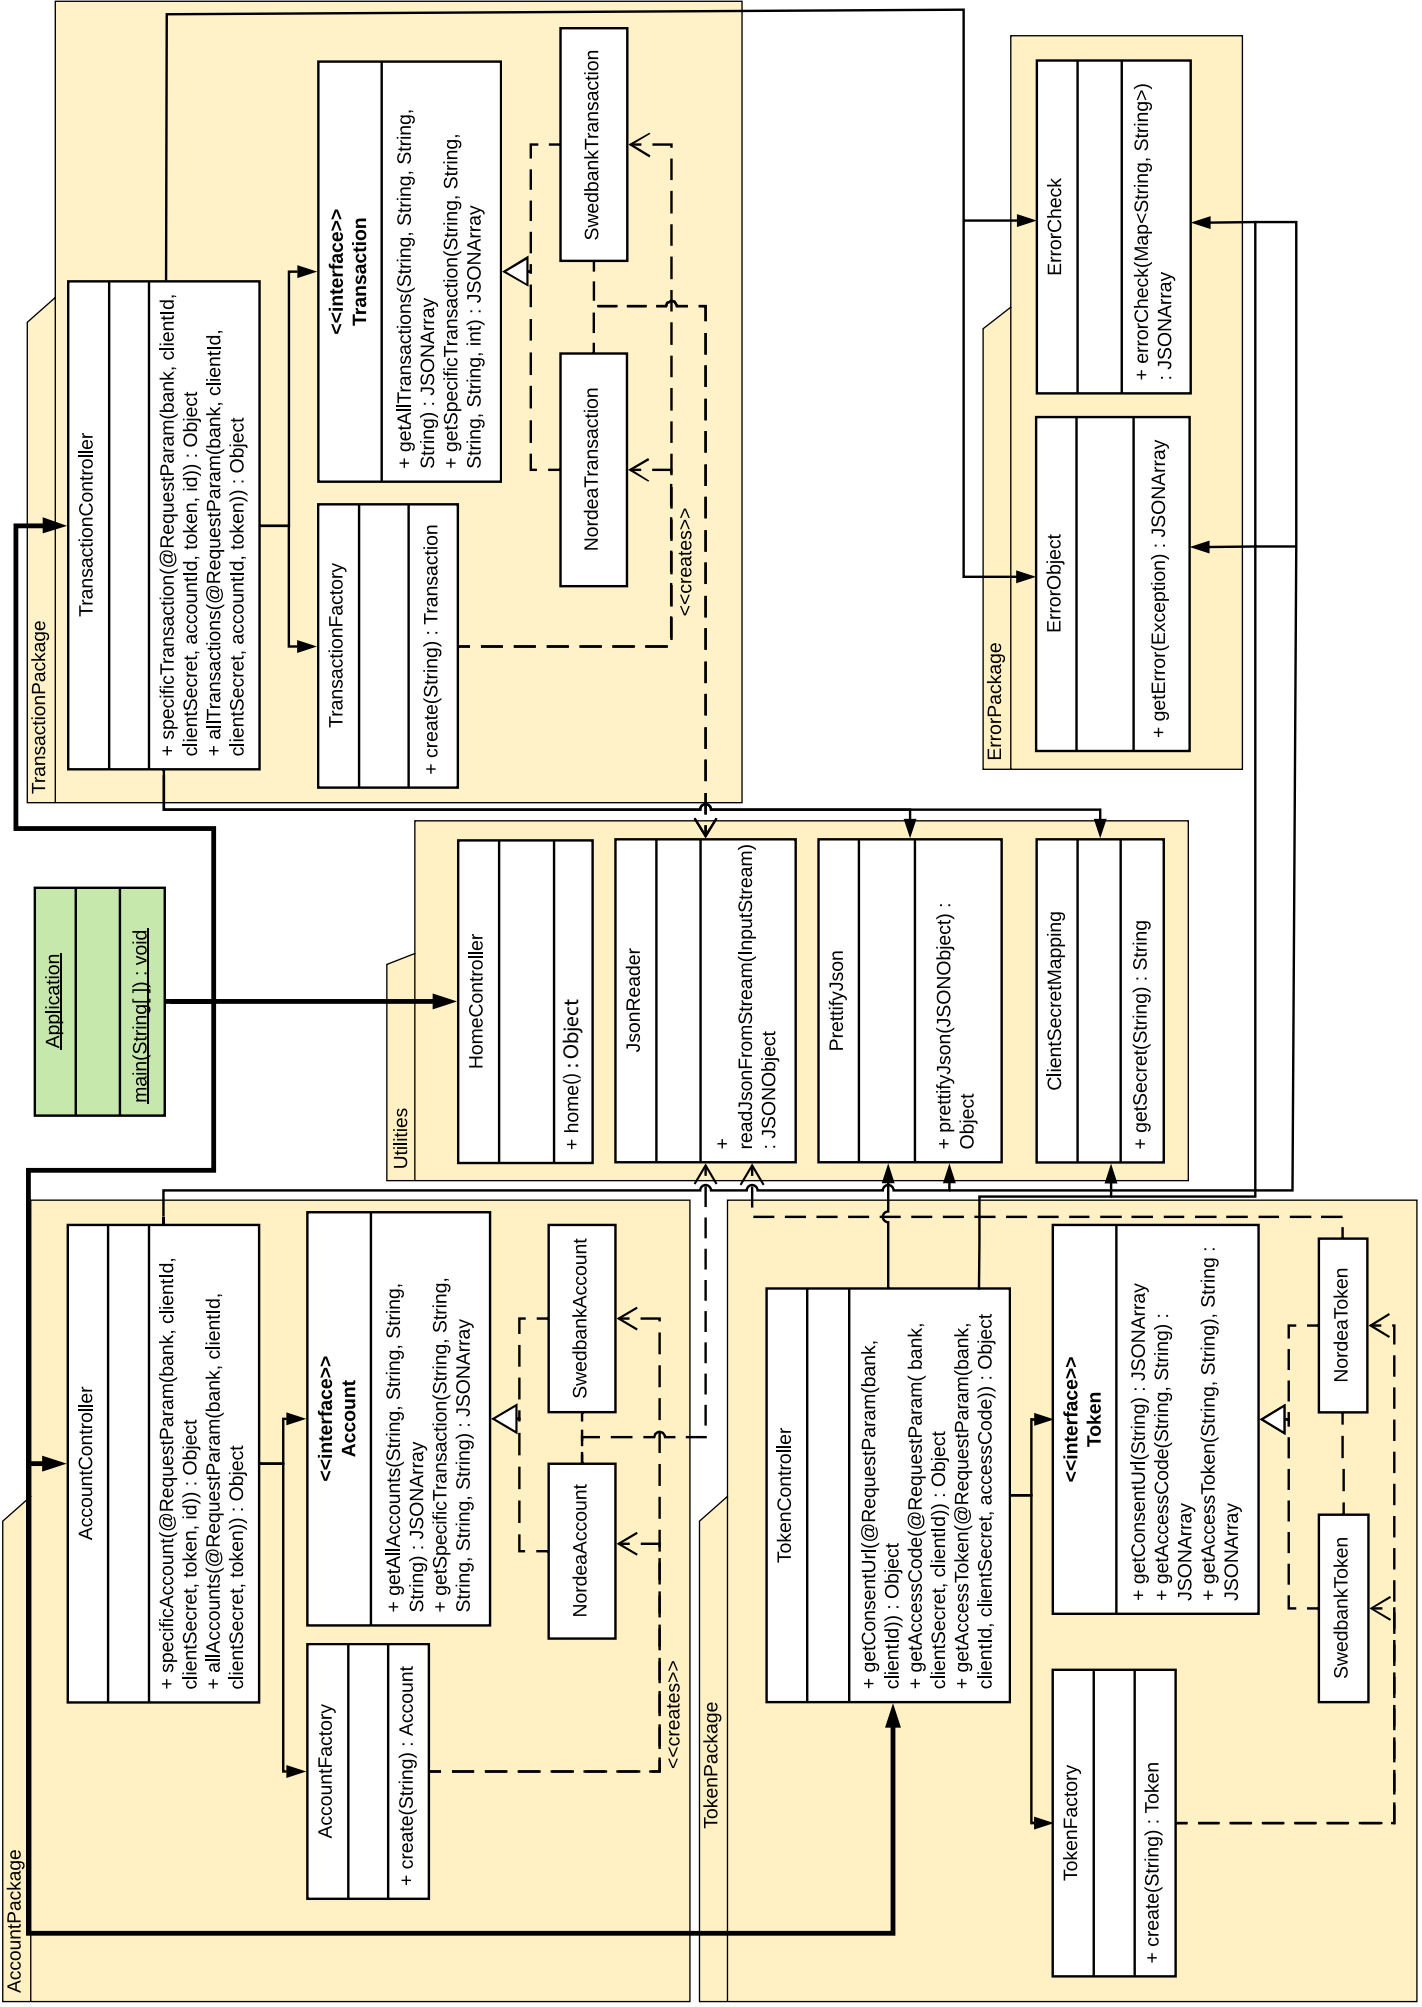 AccountPackage
AccountController
+ specificAccount(@RequestParam(bank, clientId,
clientSecret, token, id)) : Object
+ allAccounts(@RequestParam(bank, clientId,
clientSecret, token)) : Object
AccountFactory
+ create(String) : Account
<<interface>>
Account
+ getAllAccounts(String, String, String,
String) : JSONArray
+ getSpecificTransaction(String, String,
String, String, String) : JSONArray
NordeaAccount
SwedbankAccount
<<creates>>
Application
main(String[ ]) : void
TransactionPackage
TransactionController
+ specificTransaction(@RequestParam(bank, clientId,
clientSecret, accountId, token, id)) : Object
+ allTransactions(@RequestParam(bank, clientId,
clientSecret, accountId, token)) : Object
TransactionFactory
+ create(String) : Transaction
<<interface>>
Transaction
+ getAllTransactions(String, String, String,
String) : JSONArray
+ getSpecificTransaction(String, String,
String, String, int) : JSONArray
NordeaTransaction
SwedbankTransaction
<<creates>>
Utilities
HomeController
+ home() : Object
JsonReader
+
readJsonFromStream(InputStream)
: JSONObject
PrettifyJson
+ prettifyJson(JSONObject) :
Object
ClientSecretMapping
+ getSecret(String) : String
TokenPackage
TokenController
+ getConsentUrl(@RequestParam(bank,
clientId)) : Object
+ getAccessCode(@RequestParam( bank,
clientSecret, clientId)) : Object
+ getAccessToken(@RequestParam(bank,
clientId, clientSecret, accessCode)) : Object
TokenFactory
+ create(String) : Token
<<interface>>
Token
+ getConsentUrl(String) : JSONArray
+ getAccessCode(String, String) :
JSONArray
+ getAccessToken(String, String), String :
JSONArray
SwedbankToken
NordeaToken
ErrorPackage
ErrorObject
+ getError(Exception) : JSONArray
ErrorCheck
+ errorCheck(Map<String, String>)
: JSONArray